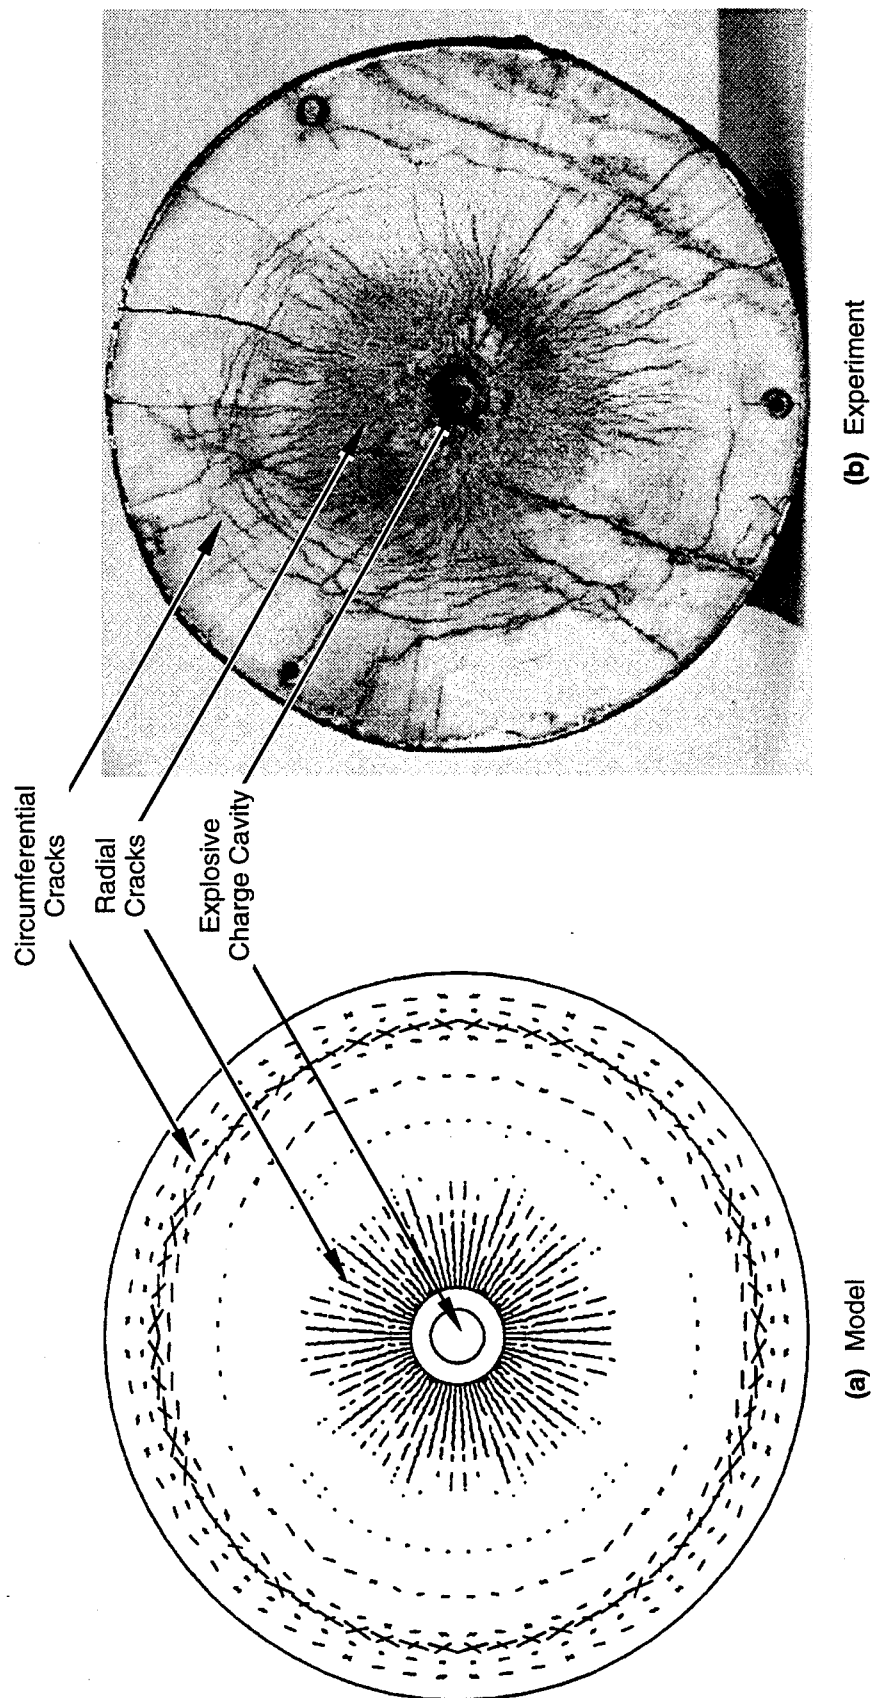 Circumferential
Cracks
Radial
Cracks
Explosive
Charge Cavity
(a) Model
(b) Experiment